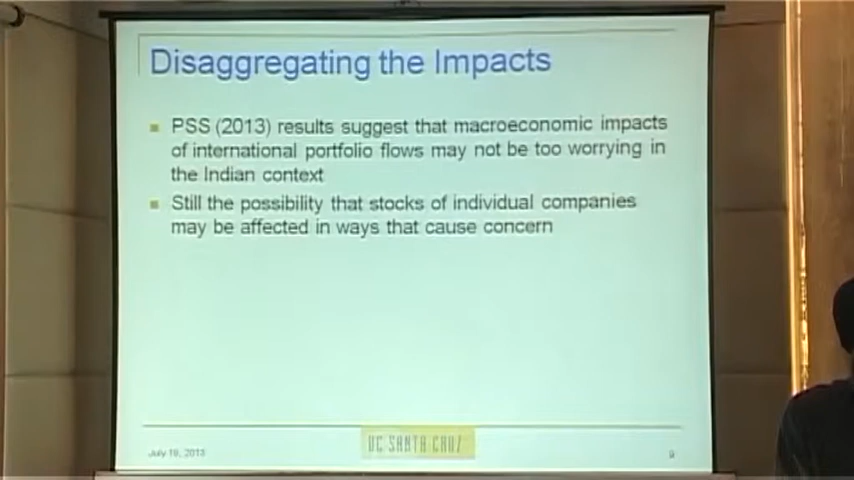 Disaggregating the Impacts
PSS (2013) results suggest that macroeconomic impacts
of international portfolio flows may not be too worrying in
the Indian context
Still the possibility that stocks of individual companies
may be affected in ways that cause concern
July 19, 2013
UC SANTA CRUZ
9